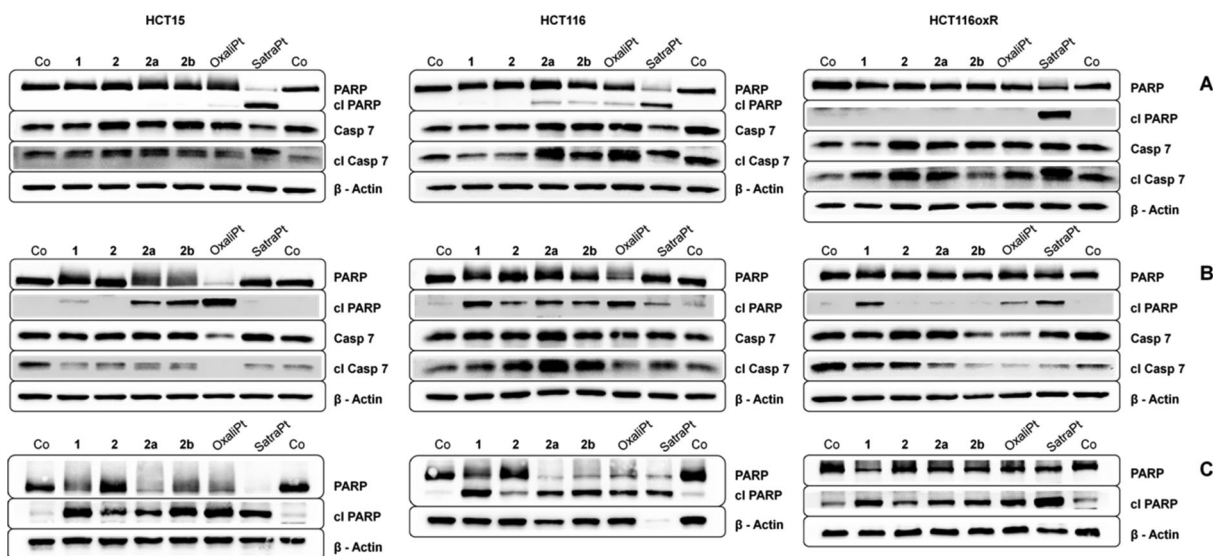 HCT15 HCT116 HCT116oxR
Co 1 2 2a 2b OxaliPt SatraPt Co Co 1 2 2a 2b OxaliPt SatraPt Co Co 1 2 2a 2b OxaliPt SatraPt Co
PARP PARP PARP A
cl PARP cl PARP cl PARP
Casp 7 Casp 7 Casp 7
cl Casp 7 cl Casp 7 cl Casp 7
β - Actin β - Actin β - Actin
Co 1 2 2a 2b OxaliPt SatraPt Co Co 1 2 2a 2b OxaliPt SatraPt Co Co 1 2 2a 2b OxaliPt SatraPt Co
PARP PARP PARP B
cl PARP cl PARP cl PARP
Casp 7 Casp 7 Casp 7
cl Casp 7 cl Casp 7 cl Casp 7
β - Actin β - Actin β - Actin
Co 1 2 2a 2b OxaliPt SatraPt Co Co 1 2 2a 2b OxaliPt SatraPt Co Co 1 2 2a 2b OxaliPt SatraPt Co
PARP PARP PARP C
cl PARP cl PARP cl PARP
β - Actin β - Actin β - Actin